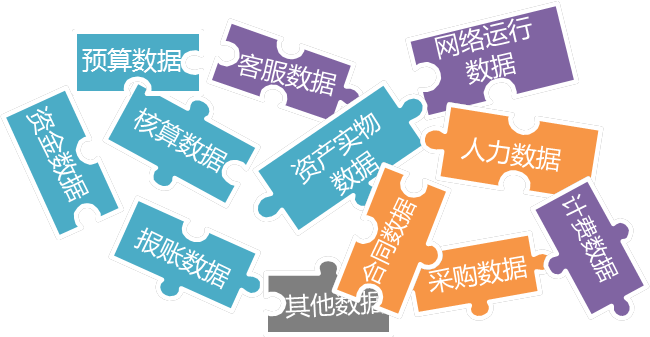 预算数据
客服数据
网络运行
数据
资金数据
核算数据
资产实物
数据
人力数据
报账数据
合同数据
计费数据
采购数据
其他数据